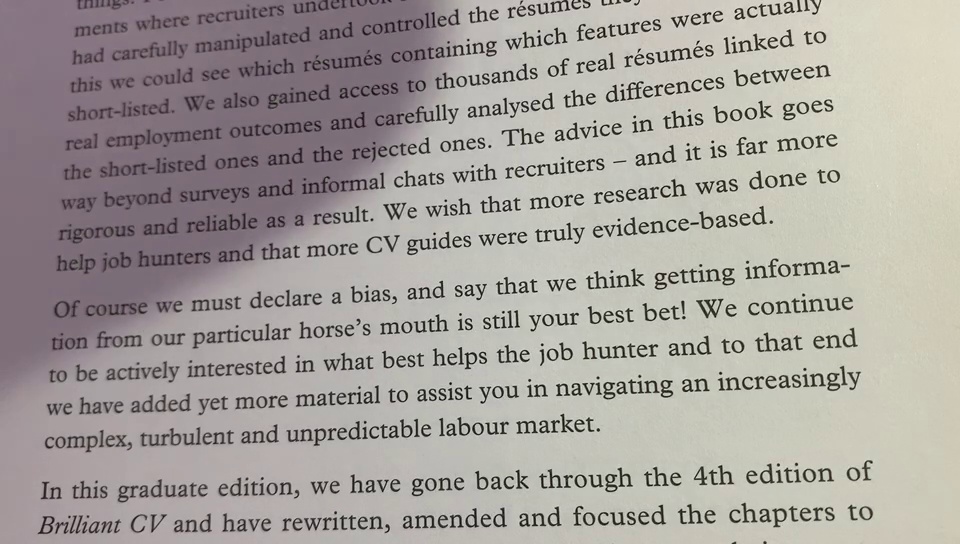 things.
ments where recruiters undertook
had carefully manipulated and controlled the résumés they
this we could see which résumés containing which features were actually
short-listed. We also gained access to thousands of real résumés linked to
real employment outcomes and carefully analysed the differences between
the short-listed ones and the rejected ones. The advice in this book goes
way beyond surveys and informal chats with recruiters – and it is far more
rigorous and reliable as a result. We wish that more research was done to
help job hunters and that more CV guides were truly evidence-based.
Of course we must declare a bias, and say that we think getting informa-
tion from our particular horse's mouth is still your best bet! We continue
to be actively interested in what best helps the job hunter and to that end
we have added yet more material to assist you in navigating an increasingly
complex, turbulent and unpredictable labour market.
In this graduate edition, we have gone back through the 4th edition of
Brilliant CV and have rewritten, amended and focused the chapters to